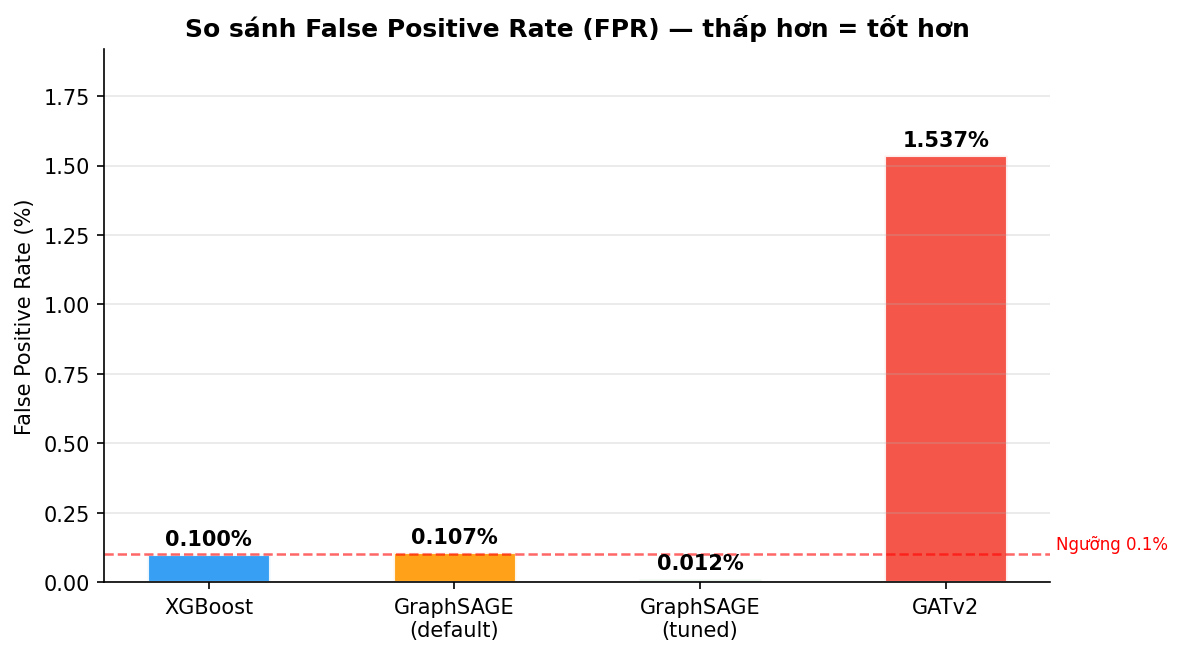 So sánh False Positive Rate (FPR) — thấp hơn = tốt hơn
False Positive Rate (%)
1.75
1.50
1.25
1.00
0.75
0.50
0.25
0.00
0.100%
0.107%
0.012%
1.537%
Ngưỡng 0.1%
XGBoost
GraphSAGE
(default)
GraphSAGE
(tuned)
GATv2